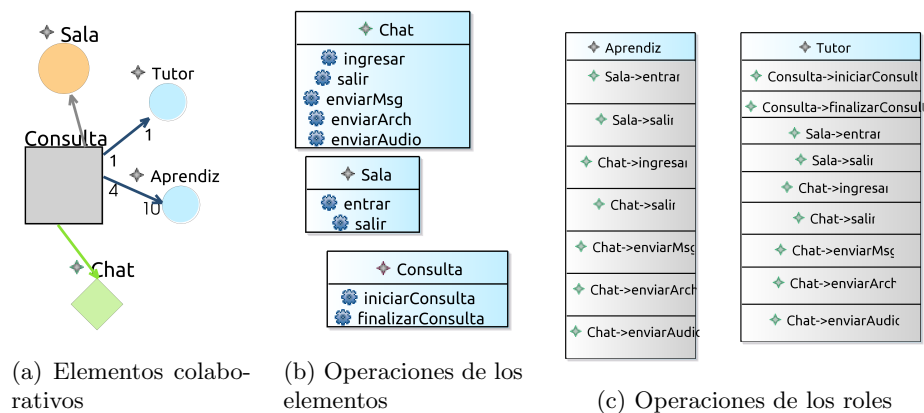 Sala
Tutor
Consulta
1
1
Aprendiz
4
10
Chat
(a) Elementos colabo-
rativos
Chat
ingresar
salir
enviarMsg
enviarArch
enviarAudio
Sala
entrar
salir
Consulta
iniciarConsulta
finalizarConsulta
(b) Operaciones de los
elementos
Aprendiz
Sala->entrar
Sala->salir
Chat->ingresar
Chat->salir
Chat->enviarMsg
Chat->enviarArch
Chat->enviarAudio
Tutor
Consulta->iniciarConsult
Consulta->finalizarConsult
Sala->entrar
Sala->salir
Chat->ingresar
Chat->salir
Chat->enviarMsg
Chat->enviarArch
Chat->enviarAudio
(c) Operaciones de los roles